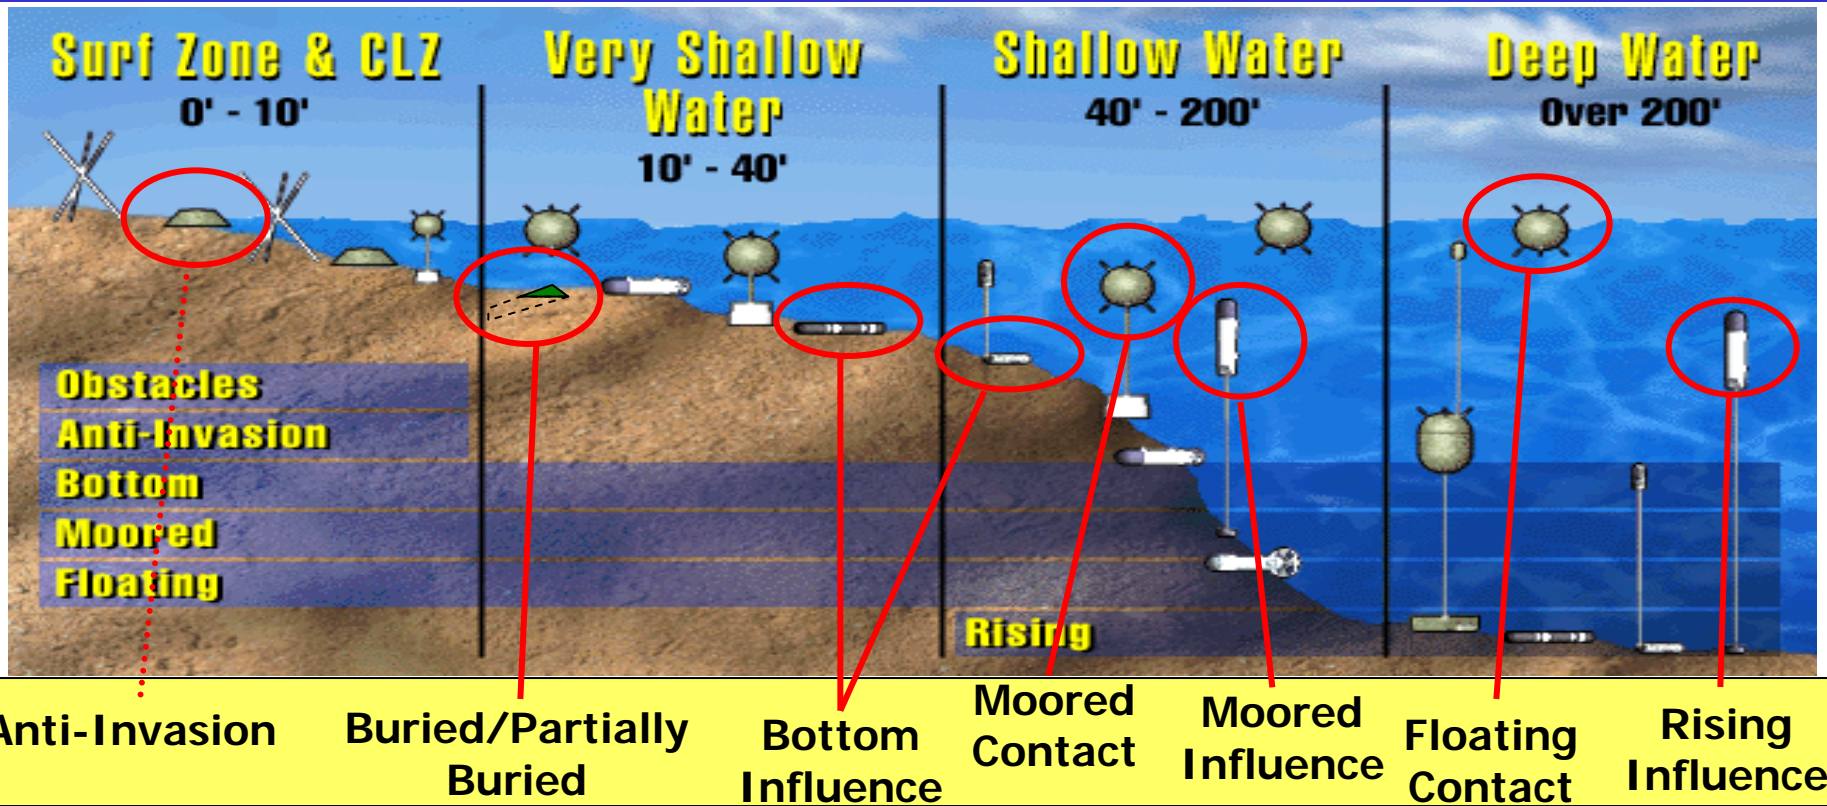 Surf Zone & CLZ
0' - 10'
Very Shallow
Water
10' - 40'
Shallow Water
40' - 200'
Deep Water
Over 200'
Obstacles
Anti-Invasion
Bottom
Moored
Floating
Rising
Anti-Invasion
Buried/Partially
Buried
Bottom
Influence
Moored
Contact
Moored
Influence
Floating
Contact
Rising
Influence